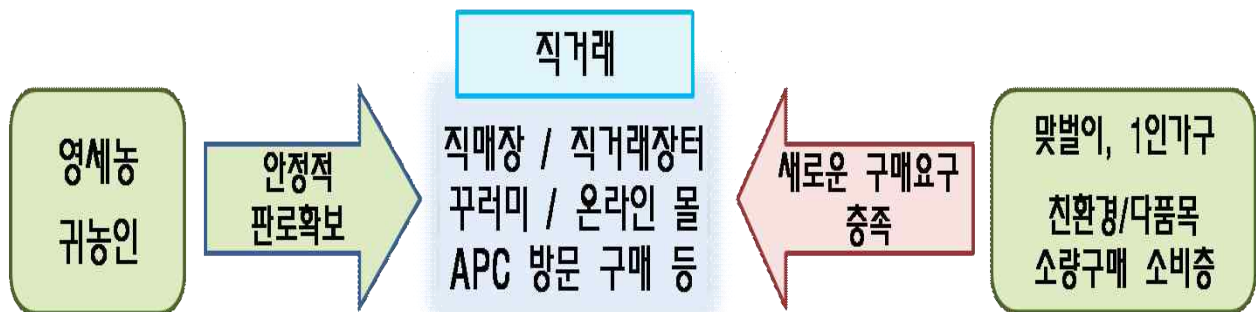 직거래
영세농
귀농인
안정적
판로확보
직매장 / 직거래장터
꾸러미 / 온라인 몰
APC 방문 구매 등
새로운 구매요구
충족
맞벌이, 1인가구
친환경/다품목
소량구매 소비층